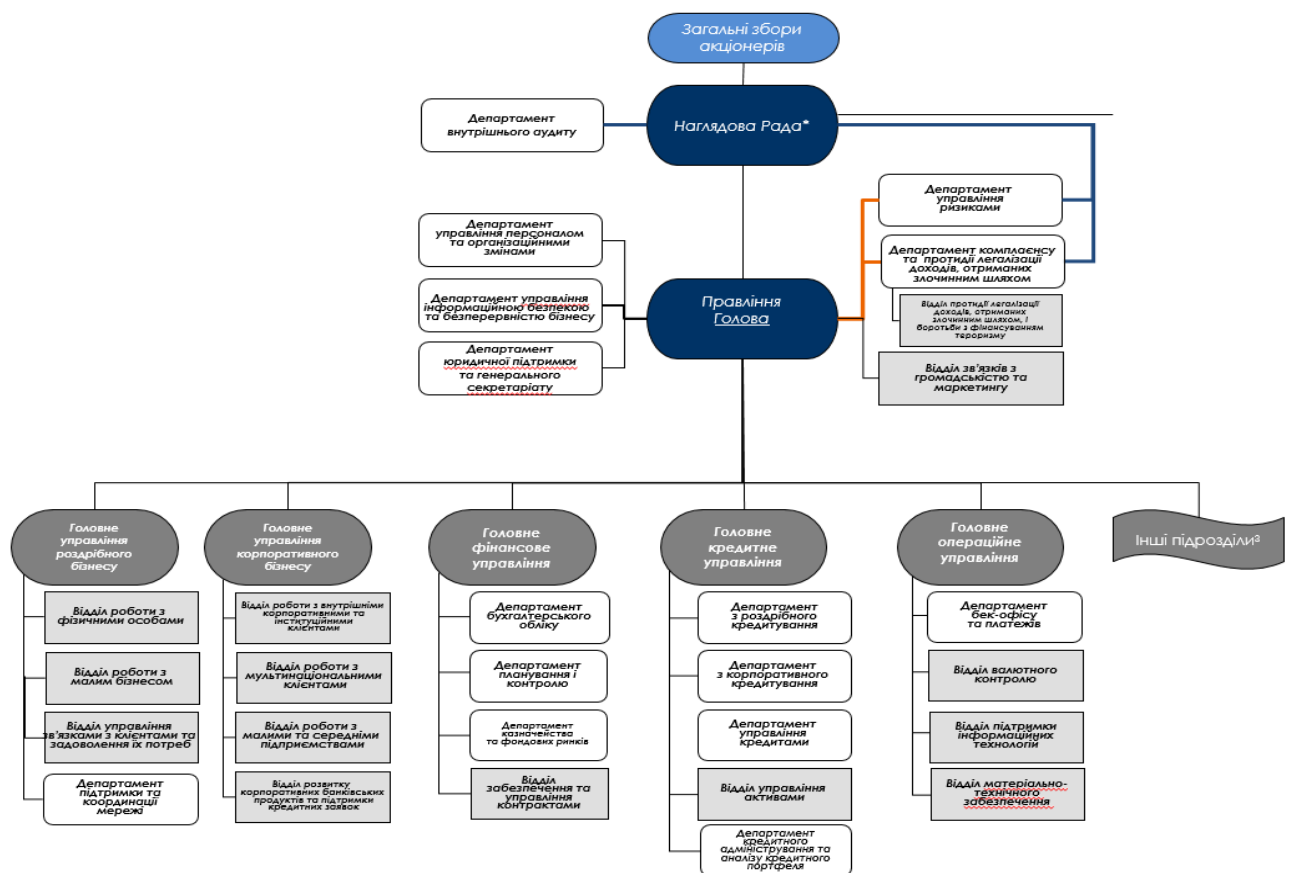 Загальні збори
акціонерів
Департамент
внутрішнього аудиту
Наглядова Рада*
Департамент
управління
ризиками
Департамент
управління персоналом
та організаційними
змінами
Департамент комплаєнсу
та протидії легалізації
доходів, отриманих
злочинним шляхом
Департамент управління
інформаційною безпекою
та безперервністю бізнесу
Правління
Голова
Відділ протидії легалізації
доходів, отриманих
злочинним шляхом, і
боротьби з фінансуванням
тероризму
Департамент
юридичної підтримки
та генерального
секретаріату
Відділ зв'язків з
громадськістю та
маркетингу
Головне
управління
роздрібного
бізнесу
Головне
управління
корпоративного
бізнесу
Головне
фінансове
управління
Головне
кредитне
управління
Головне
операційне
управління
Інші підрозділи³
Відділ роботи з
фізичними особами
Відділ роботи з
малим бізнесом
Відділ управління
зв'язками з клієнтами та
задоволення їх потреб
Департамент
підтримки та
координації
мережі
Відділ роботи з внутрішніми
корпоративними та
інституційними
клієнтами
Відділ роботи з
мультинаціональними
клієнтами
Відділ роботи з
малими та середніми
підприємствами
Відділ розвитку
корпоративних банківських
продуктів та підтримки
кредитних заявок
Департамент
бухгалтерського
обліку
Департамент
планування і
контролю
Департамент
казначейства
та фондових ринків
Відділ
забезпечення та
управління
контрактами
Департамент
з роздрібного
кредитування
Департамент
з корпоративного
кредитування
Департамент
управління
кредитами
Відділ управління
активами
Департамент
кредитного
адміністрування та
аналізу кредитного
портфеля
Департамент
бек-офісу
та платежів
Відділ валютного
контролю
Відділ підтримки
інформаційних
технологій
Відділ матеріально-
технічного
забезпечення